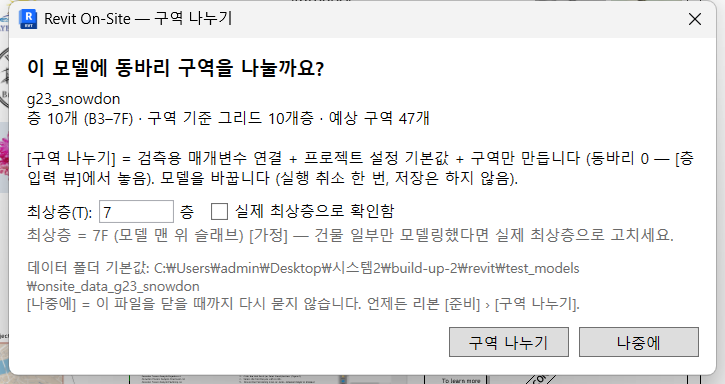 Revit On-Site — 구역 나누기
이 모델에 동바리 구역을 나눌까요?
g23_snowdon
층 10개 (B3–7F) · 구역 기준 그리드 10개층 · 예상 구역 47개
[구역 나누기] = 검측용 매개변수 연결 + 프로젝트 설정 기본값 + 구역만 만듭니다 (동바리 0 — [층
입력 뷰]에서 놓음). 모델을 바꿉니다 (실행 취소 한 번, 저장은 하지 않음).
최상층(T): 7 층 실제 최상층으로 확인함
최상층 = 7F (모델 맨 위 슬래브) [가정] — 건물 일부만 모델링했다면 실제 최상층으로 고치세요.
데이터 폴더 기본값: C:₩Users₩admin₩Desktop₩시스템2₩build-up-2₩revit₩test_models
₩onsite_data_g23_snowdon
[나중에] = 이 파일을 닫을 때까지 다시 묻지 않습니다. 언제든 리본 [준비] › [구역 나누기].
구역 나누기 나중에
To learn more